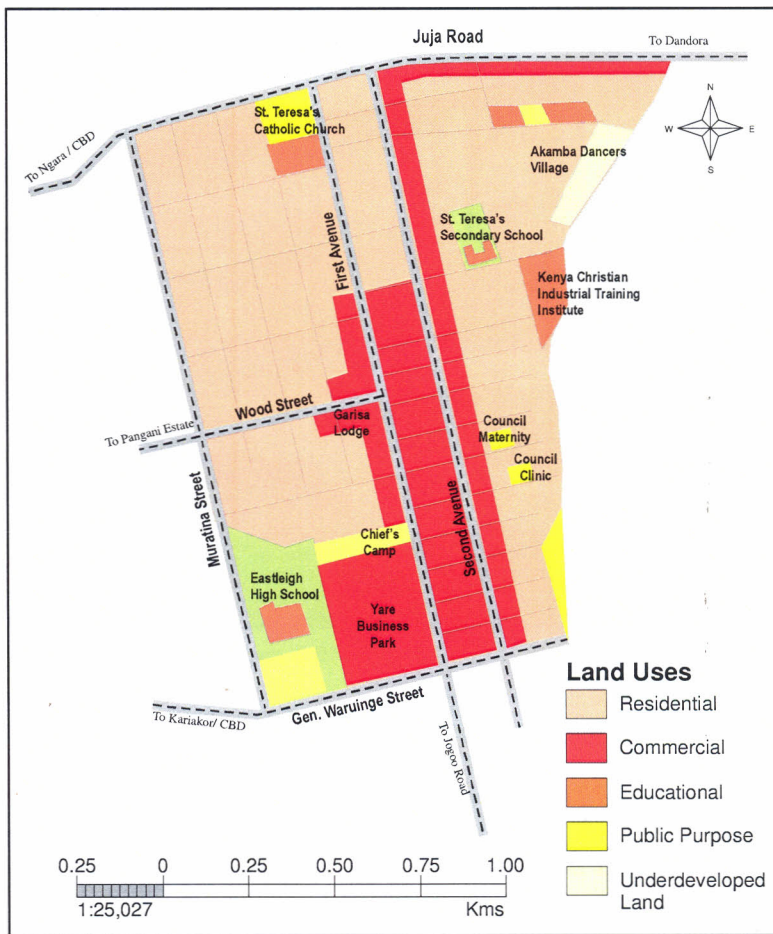 Juja Road
To Dandora
N
W E
S
St. Teresa's
Catholic Church
To Ngara / CBD
Akamba Dancers
Village
St. Teresa's
Secondary School
First Avenue
Kenya Christian
Industrial Training
Institute
Wood Street
Garisa
Lodge
To Pangani Estate
Council
Maternity
Council
Clinic
Muratina Street
Second Avenue
Chief's
Camp
Eastleigh
High School
Yare
Business
Park
Gen. Waruinge Street
To Kariakor/ CBD
To Jogoo Road
Land Uses
Residential
Commercial
Educational
Public Purpose
Underdeveloped
Land
0.25 0 0.25 0.50 0.75 1.00
1:25,027 Kms